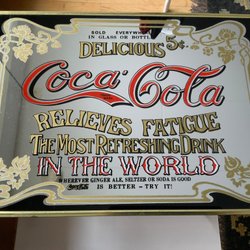 SOLD EVERYWHERE
IN GLASS OR BOTTLE
DELICIOUS 5¢
Coca-Cola
RELIEVES FATIGUE
THE MOST REFRESHING DRINK
IN THE WORLD
WHEREVER GINGER ALE, SELTZER OR SODA IS GOOD
IS BETTER - TRY IT!